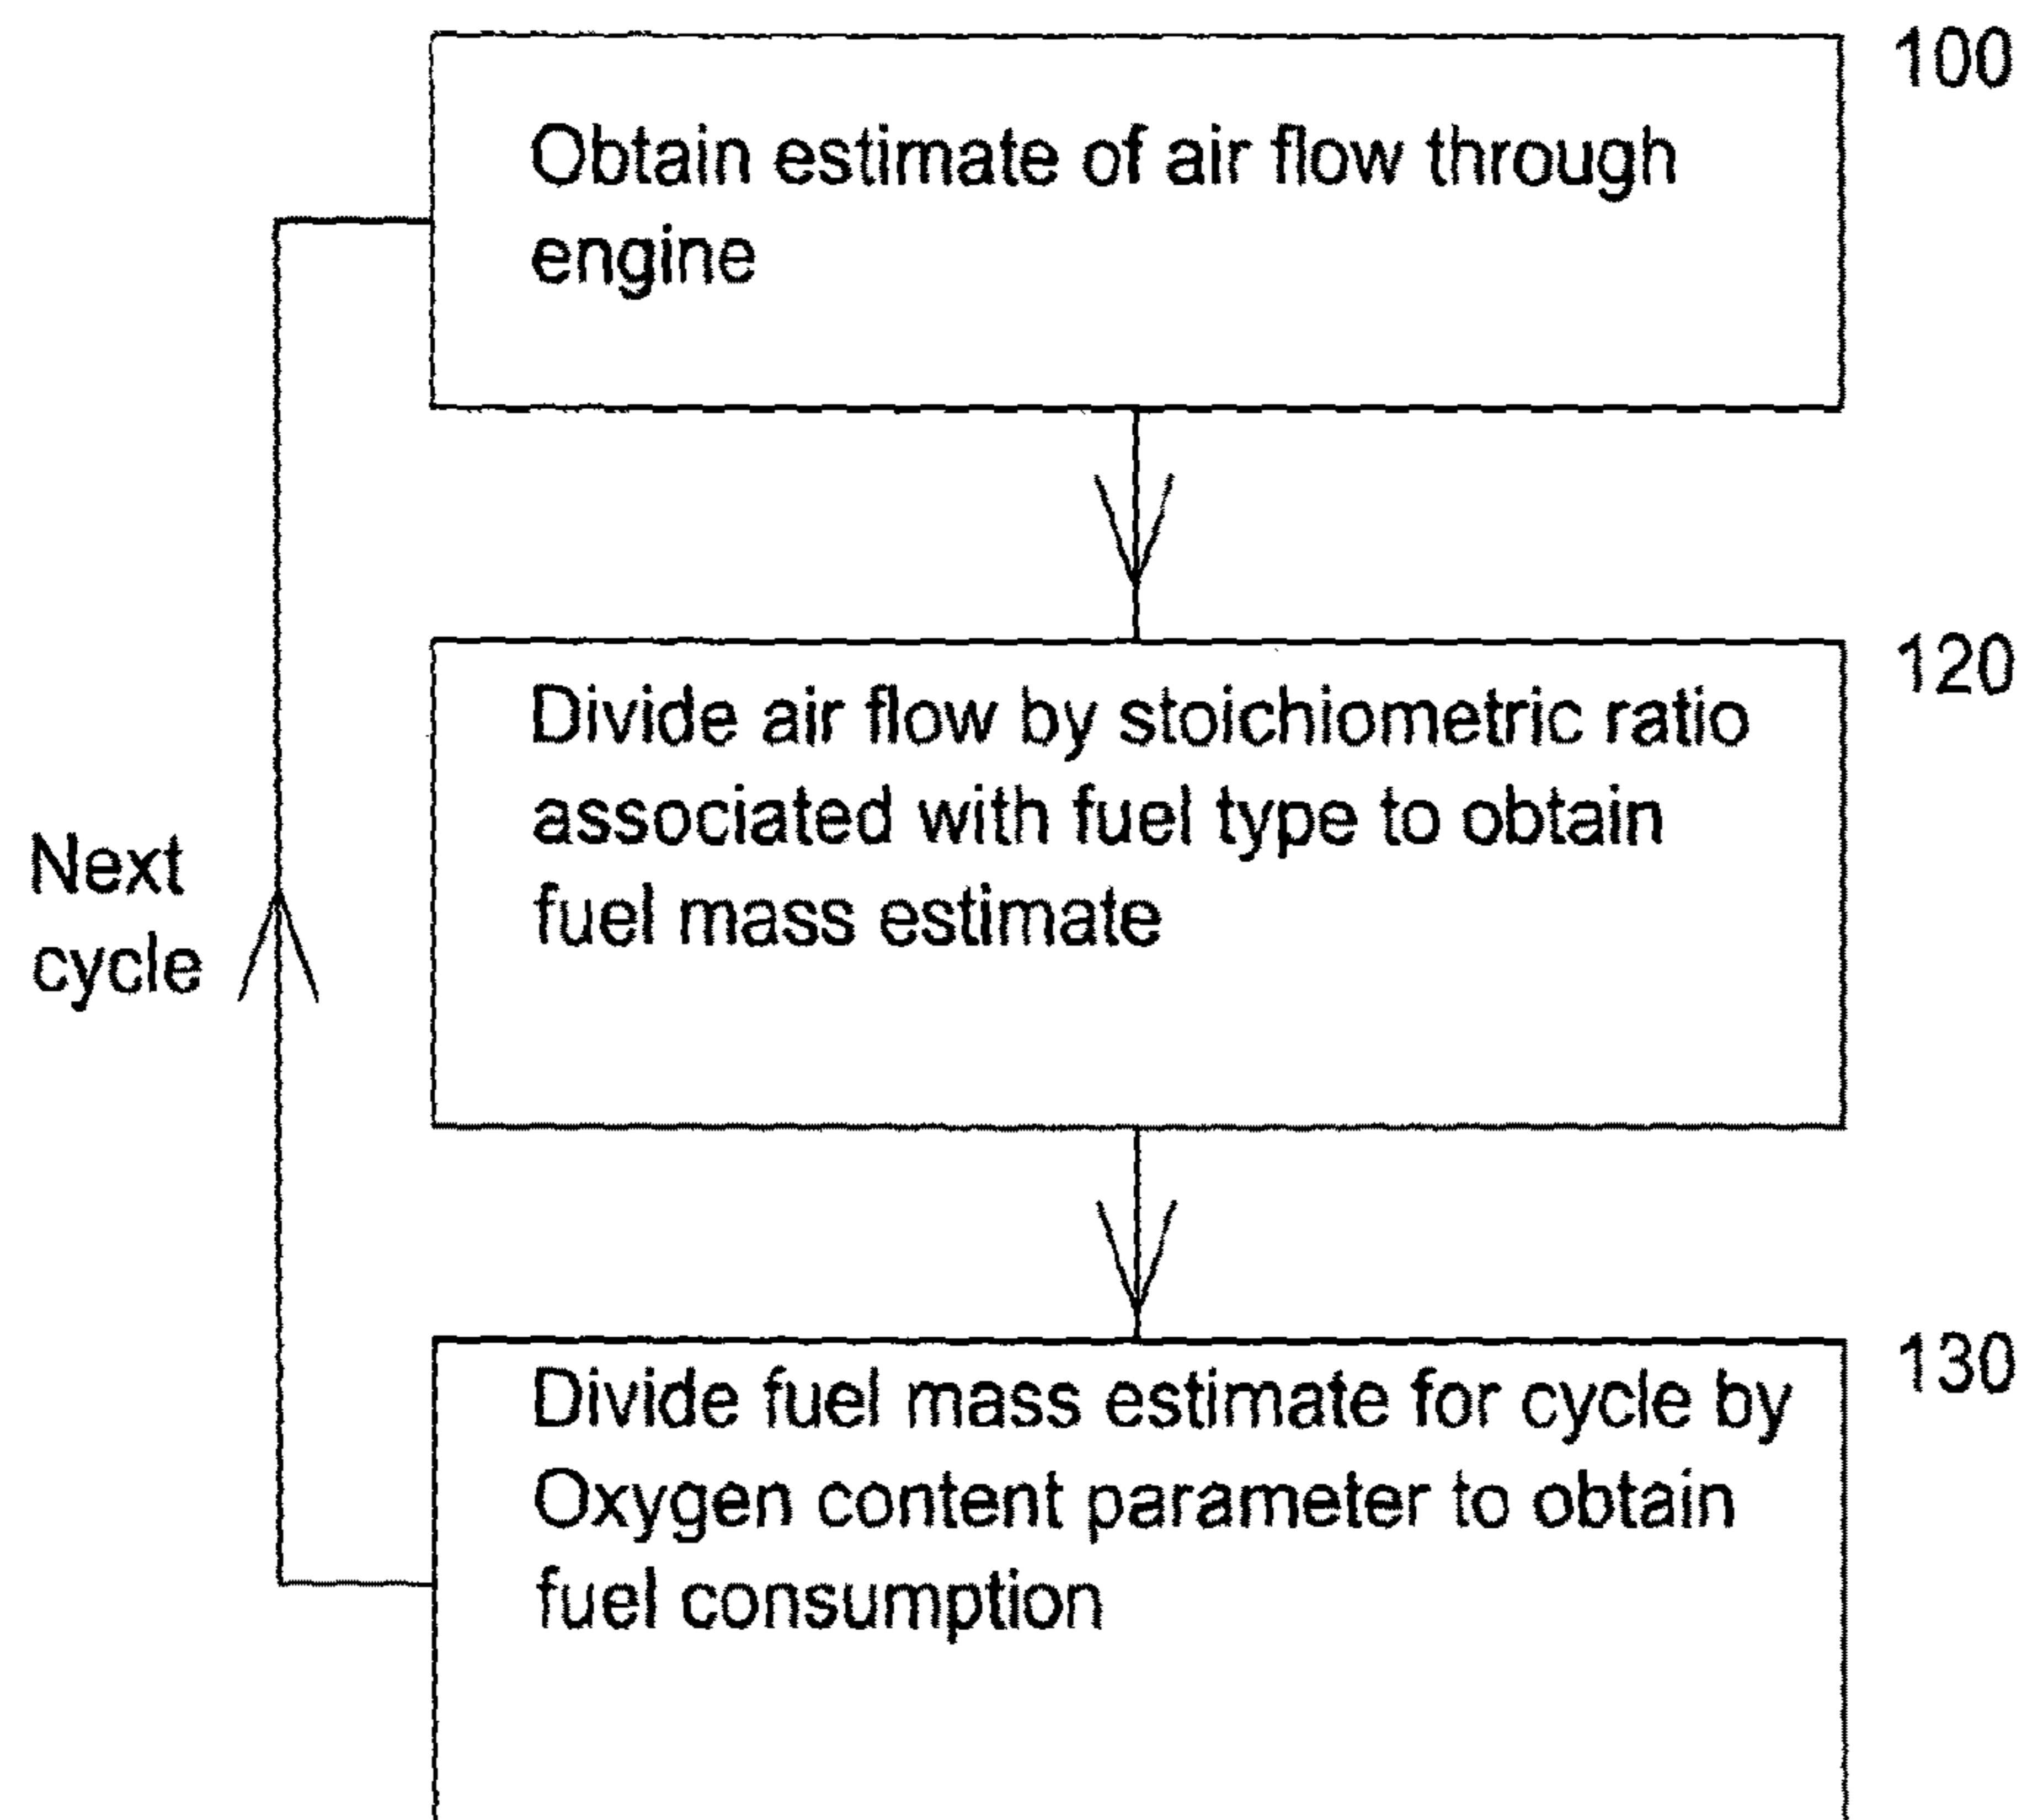 100
Obtain estimate of air flow through
engine
120
Divide air flow by stoichiometric ratio
associated with fuel type to obtain
fuel mass estimate
Next
cycle
130
Divide fuel mass estimate for cycle by
Oxygen content parameter to obtain
fuel consumption